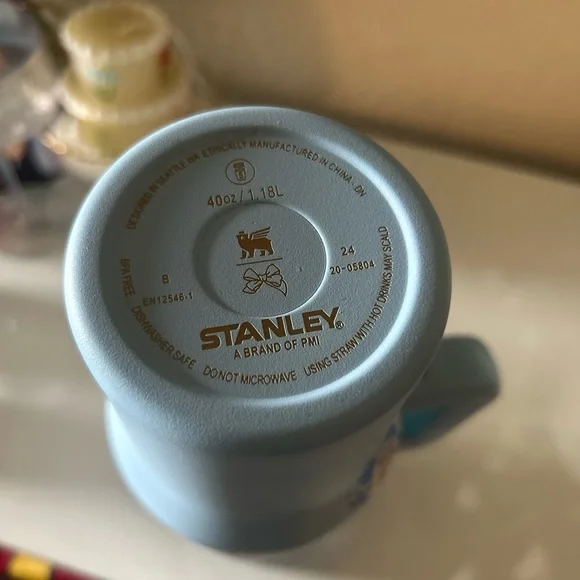 DESIGNED IN SEATTLE WA ETHICALLY MANUFACTURED IN CHINA - DN
40oz / 1.18L
B
24
EN12546-1
20-05804
STANLEY®
A BRAND OF PMI
BPA FREE DISHWASHER SAFE DO NOT MICROWAVE USING STRAW WITH HOT DRINKS MAY SCALD